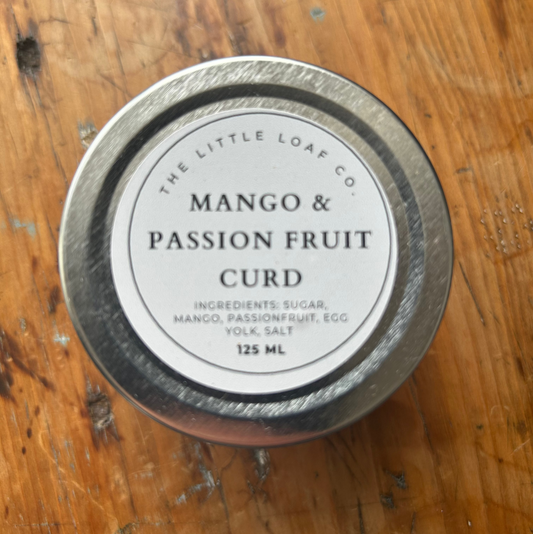 THE LITTLE LOAF CO.
MANGO &
PASSION FRUIT
CURD
INGREDIENTS: SUGAR,
MANGO, PASSIONFRUIT, EGG
YOLK, SALT
125 ML